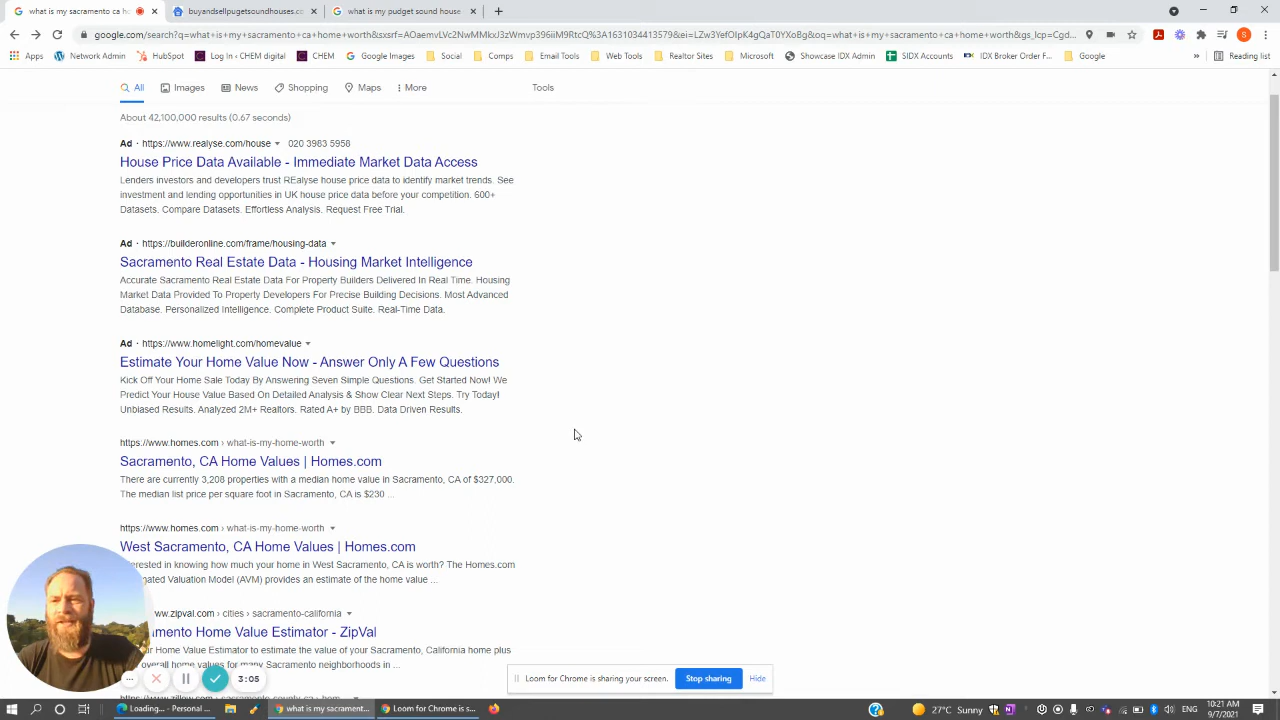 what is my sacramento ca ho
buyandsellpugetsoundhouses.co
what is my pudget sound house
google.com/search?q=what+is+my+sacramento+ca+home+worth&sxsrf=AOaemvLVc2NwMMkxJ3zWmvp396iiM9RtcQ%3A1631034413579&ei=LZw3YefOIpK4gQaT0YXoBg&oq=what+is+my+sacramento+ca+home+worth&gs_lcp=Cgd...
S
Apps
Network Admin
HubSpot
Log In ‹ CHEM digital
CHEM
Google Images
Social
Comps
Email Tools
Web Tools
Realtor Sites
Microsoft
Showcase IDX Admin
SIDX Accounts
IDX Broker Order F...
Google
»
Reading list
All
Images
News
Shopping
Maps
More
Tools
About 42,100,000 results (0.67 seconds)
Ad · https://www.realyse.com/house 020 3983 5958
House Price Data Available - Immediate Market Data Access
Lenders investors and developers trust REalyse house price data to identify market trends. See
investment and lending opportunities in UK house price data before your competition. 600+
Datasets. Compare Datasets. Effortless Analysis. Request Free Trial.
Ad · https://builderonline.com/frame/housing-data
Sacramento Real Estate Data - Housing Market Intelligence
Accurate Sacramento Real Estate Data For Property Builders Delivered In Real Time. Housing
Market Data Provided To Property Developers For Precise Building Decisions. Most Advanced
Database. Personalized Intelligence. Complete Product Suite. Real-Time Data.
Ad · https://www.homelight.com/homevalue
Estimate Your Home Value Now - Answer Only A Few Questions
Kick Off Your Home Sale Today By Answering Seven Simple Questions. Get Started Now! We
Predict Your House Value Based On Detailed Analysis & Show Clear Next Steps. Try Today!
Unbiased Results. Analyzed 2M+ Realtors. Rated A+ by BBB. Data Driven Results.
https://www.homes.com › what-is-my-home-worth
Sacramento, CA Home Values | Homes.com
There are currently 3,208 properties with a median home value in Sacramento, CA of $327,000.
The median list price per square foot in Sacramento, CA is $230 ...
https://www.homes.com › what-is-my-home-worth
West Sacramento, CA Home Values | Homes.com
erested in knowing how much your home in West Sacramento, CA is worth? The Homes.com
Valuation Model (AVM) provides an estimate of the home value ...
ww.zipval.com › cities › sacramento-california
mento Home Value Estimator - ZipVal
ur Home Value Estimator to estimate the value of your Sacramento, California home plus
overall home values for many Sacramento neighborhoods in ...
3:05
Loom for Chrome is sharing your screen.
Stop sharing
Hide
Loading... - Personal ...
what is my sacrament...
Loom for Chrome is s...
27°C Sunny
10:21 AM
9/7/2021